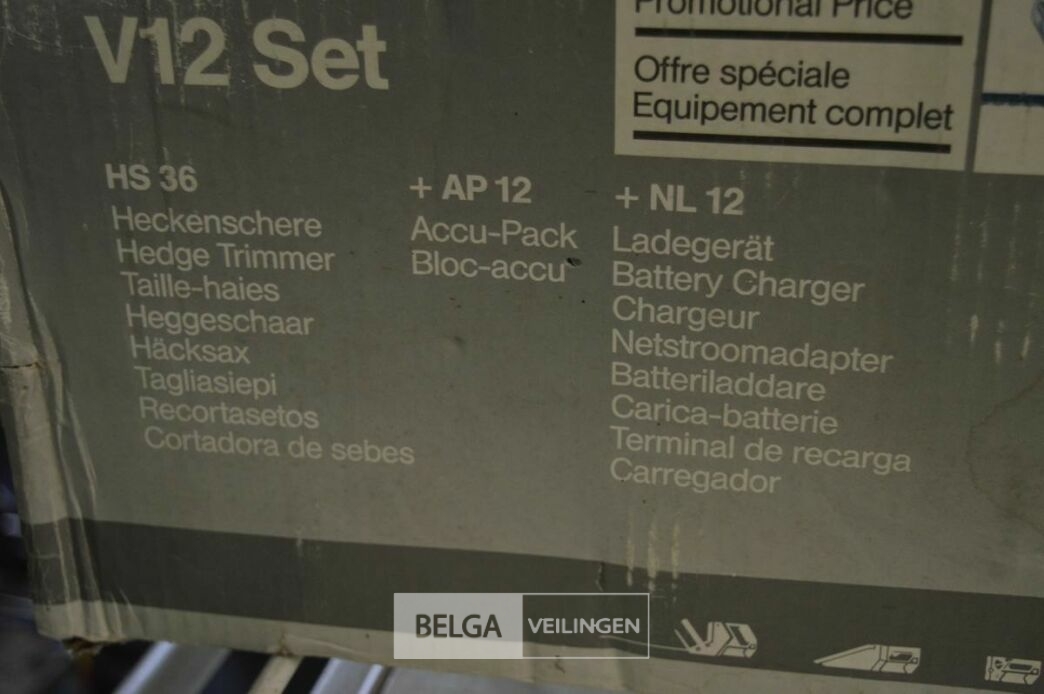 V12 Set
Promotional Price
Offre spéciale
Equipement complet
HS 36
Heckenschere
Hedge Trimmer
Taille-haies
Heggeschaar
Häcksax
Tagliasiepi
Recortasetos
Cortadora de sebes
+ AP 12
Accu-Pack
Bloc-accu
+ NL 12
Ladegerät
Battery Charger
Chargeur
Netstroomadapter
Batteriladdare
Carica-batterie
Terminal de recarga
Carregador
BELGA VEILINGEN